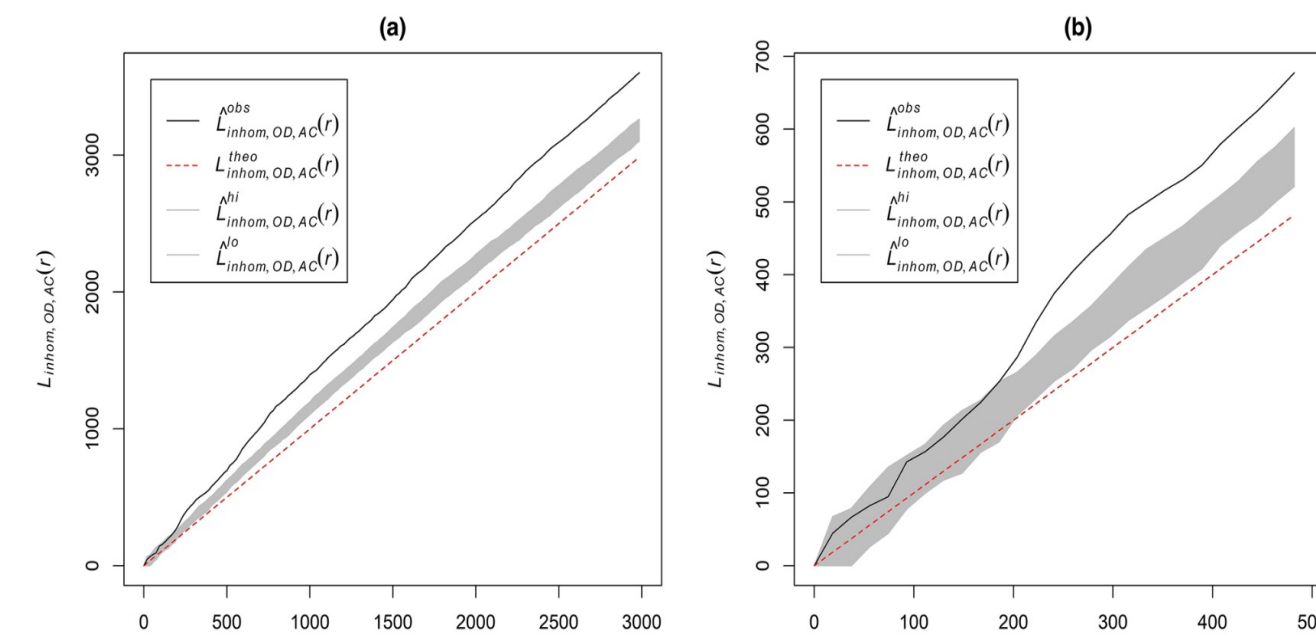 (a)
L̂^obs_inhom, OD, AC(r)
L^theo_inhom, OD, AC(r)
L̂^hi_inhom, OD, AC(r)
L̂^lo_inhom, OD, AC(r)
L_inhom, OD, AC(r)
3000
2000
1000
0
0 500 1000 1500 2000 2500 3000
(b)
L̂^obs_inhom, OD, AC(r)
L^theo_inhom, OD, AC(r)
L̂^hi_inhom, OD, AC(r)
L̂^lo_inhom, OD, AC(r)
L_inhom, OD, AC(r)
700
600
500
400
300
200
100
0
0 100 200 300 400 50